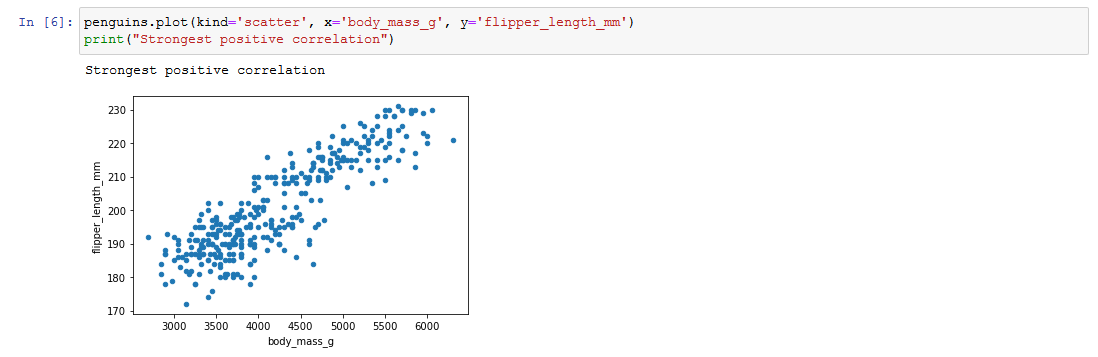 In [6]: penguins.plot(kind='scatter', x='body_mass_g', y='flipper_length_mm')
print("Strongest positive correlation")
Strongest positive correlation
230
220
210
200
190
180
170
flipper_length_mm
3000 3500 4000 4500 5000 5500 6000
body_mass_g